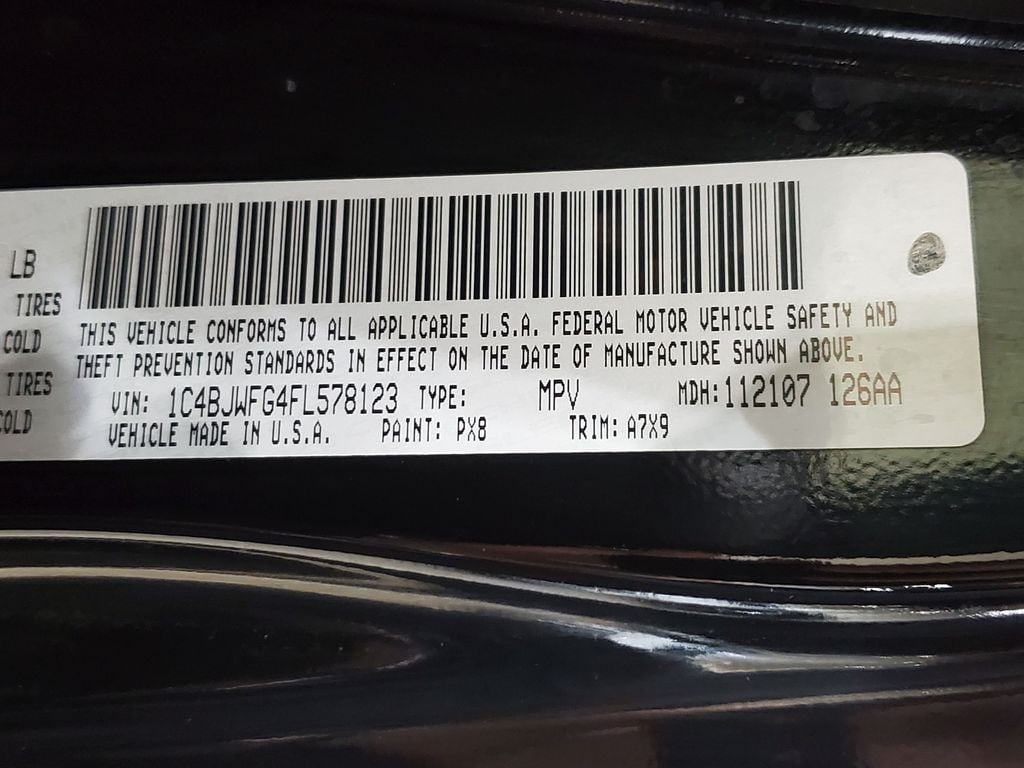 LB
TIRES
COLD
TIRES
COLD
THIS VEHICLE CONFORMS TO ALL APPLICABLE U.S.A. FEDERAL MOTOR VEHICLE SAFETY AND
THEFT PREVENTION STANDARDS IN EFFECT ON THE DATE OF MANUFACTURE SHOWN ABOVE.
VIN: 1C4BJWFG4FL578123 TYPE: MPV MDH:112107 126AA
VEHICLE MADE IN U.S.A. PAINT: PX8 TRIM: A7X9